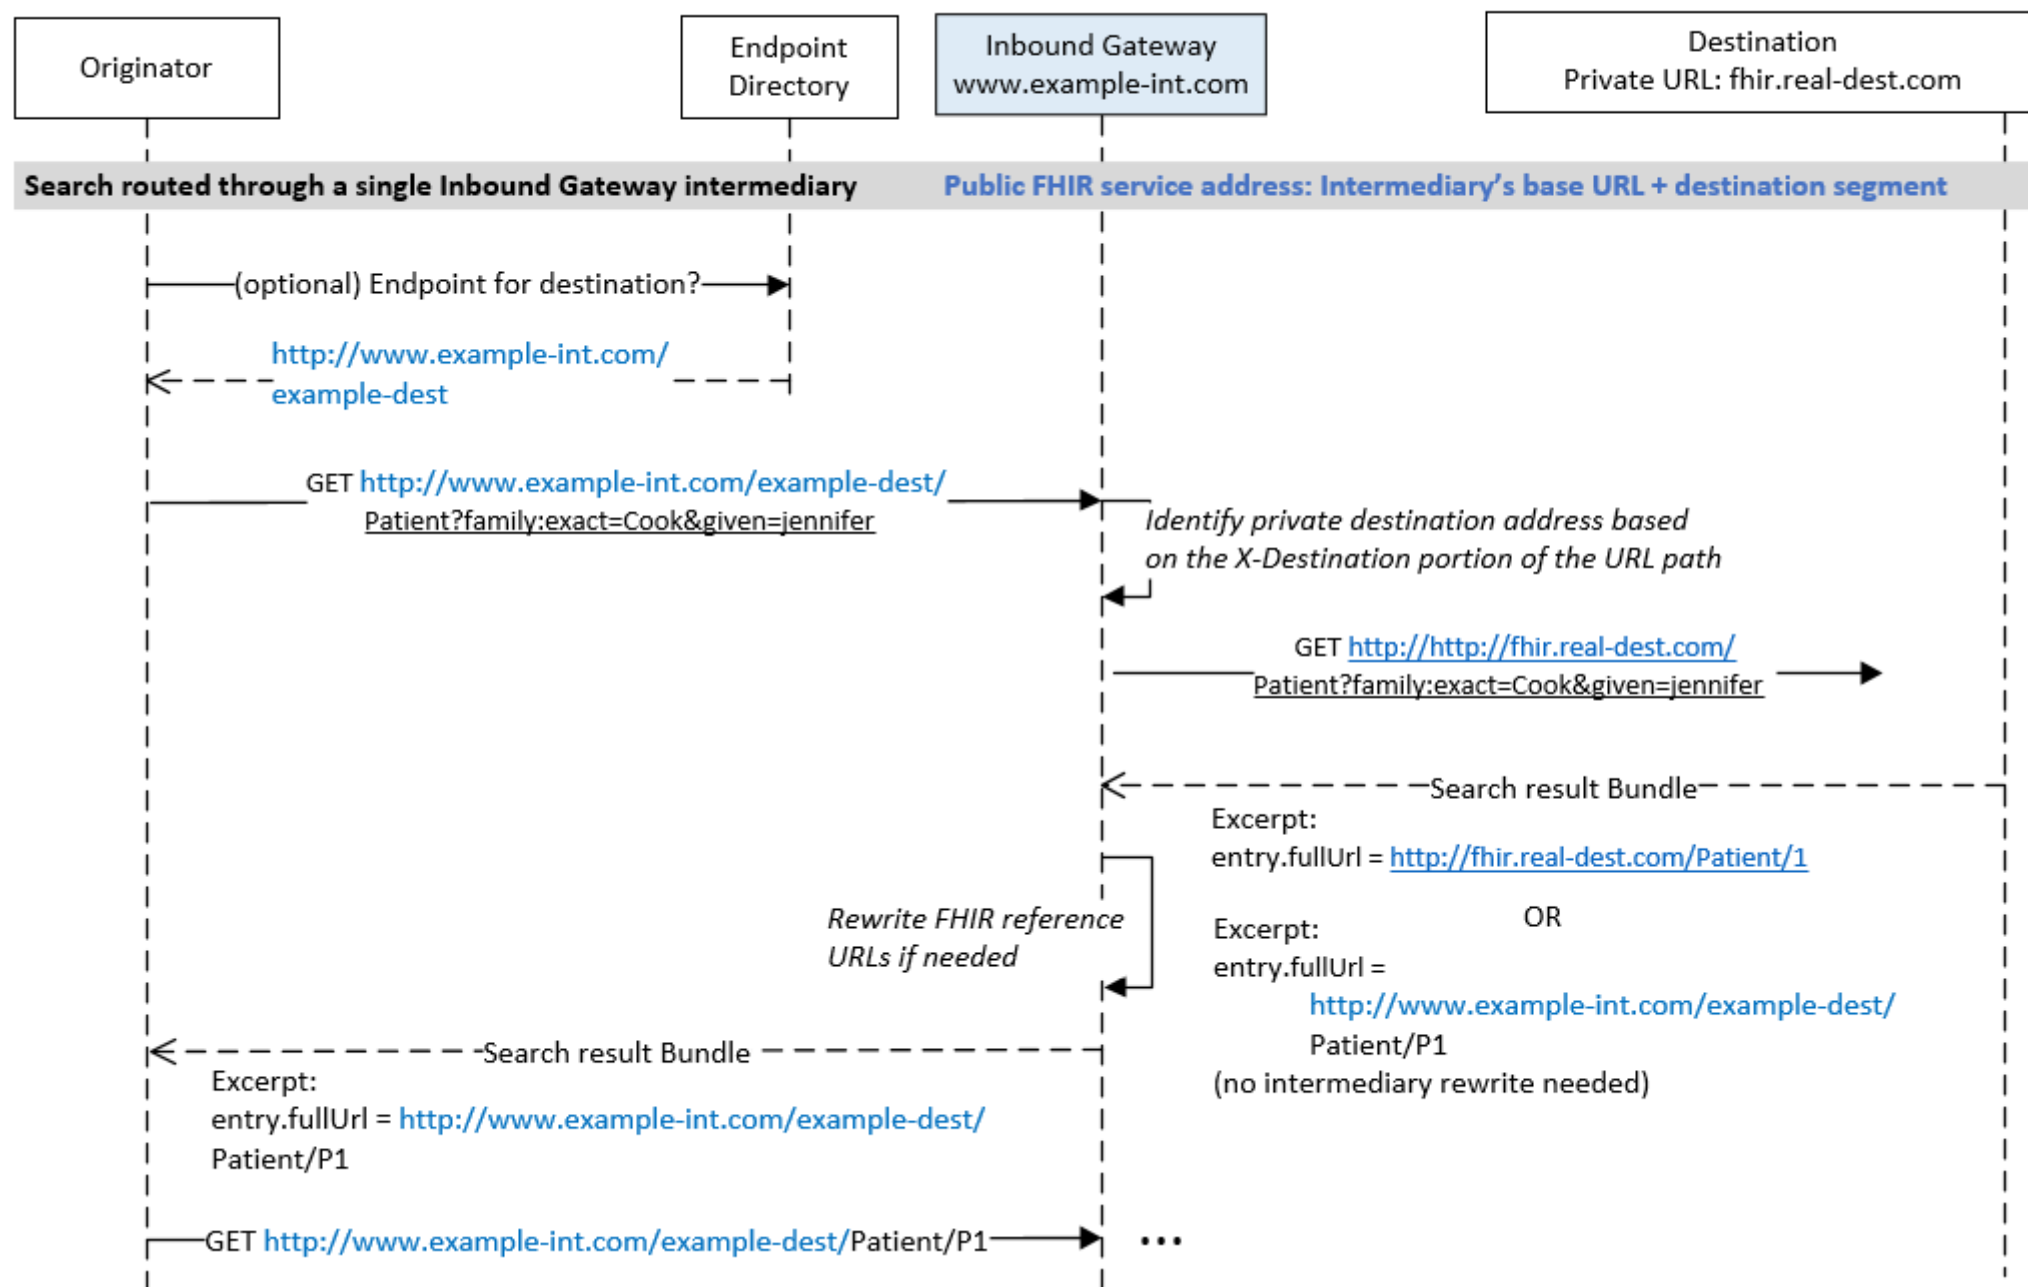 Originator
Endpoint
Directory
Inbound Gateway
www.example-int.com
Destination
Private URL: fhir.real-dest.com
Search routed through a single Inbound Gateway intermediary
Public FHIR service address: Intermediary's base URL + destination segment
(optional) Endpoint for destination?
http://www.example-int.com/
example-dest
GET http://www.example-int.com/example-dest/
Patient?family:exact=Cook&given=jennifer
Identify private destination address based
on the X-Destination portion of the URL path
GET http://http://fhir.real-dest.com/
Patient?family:exact=Cook&given=jennifer
Search result Bundle
Excerpt:
entry.fullUrl = http://fhir.real-dest.com/Patient/1
OR
Rewrite FHIR reference
URLs if needed
Excerpt:
entry.fullUrl =
http://www.example-int.com/example-dest/
Patient/P1
(no intermediary rewrite needed)
Search result Bundle
Excerpt:
entry.fullUrl = http://www.example-int.com/example-dest/
Patient/P1
GET http://www.example-int.com/example-dest/Patient/P1
...